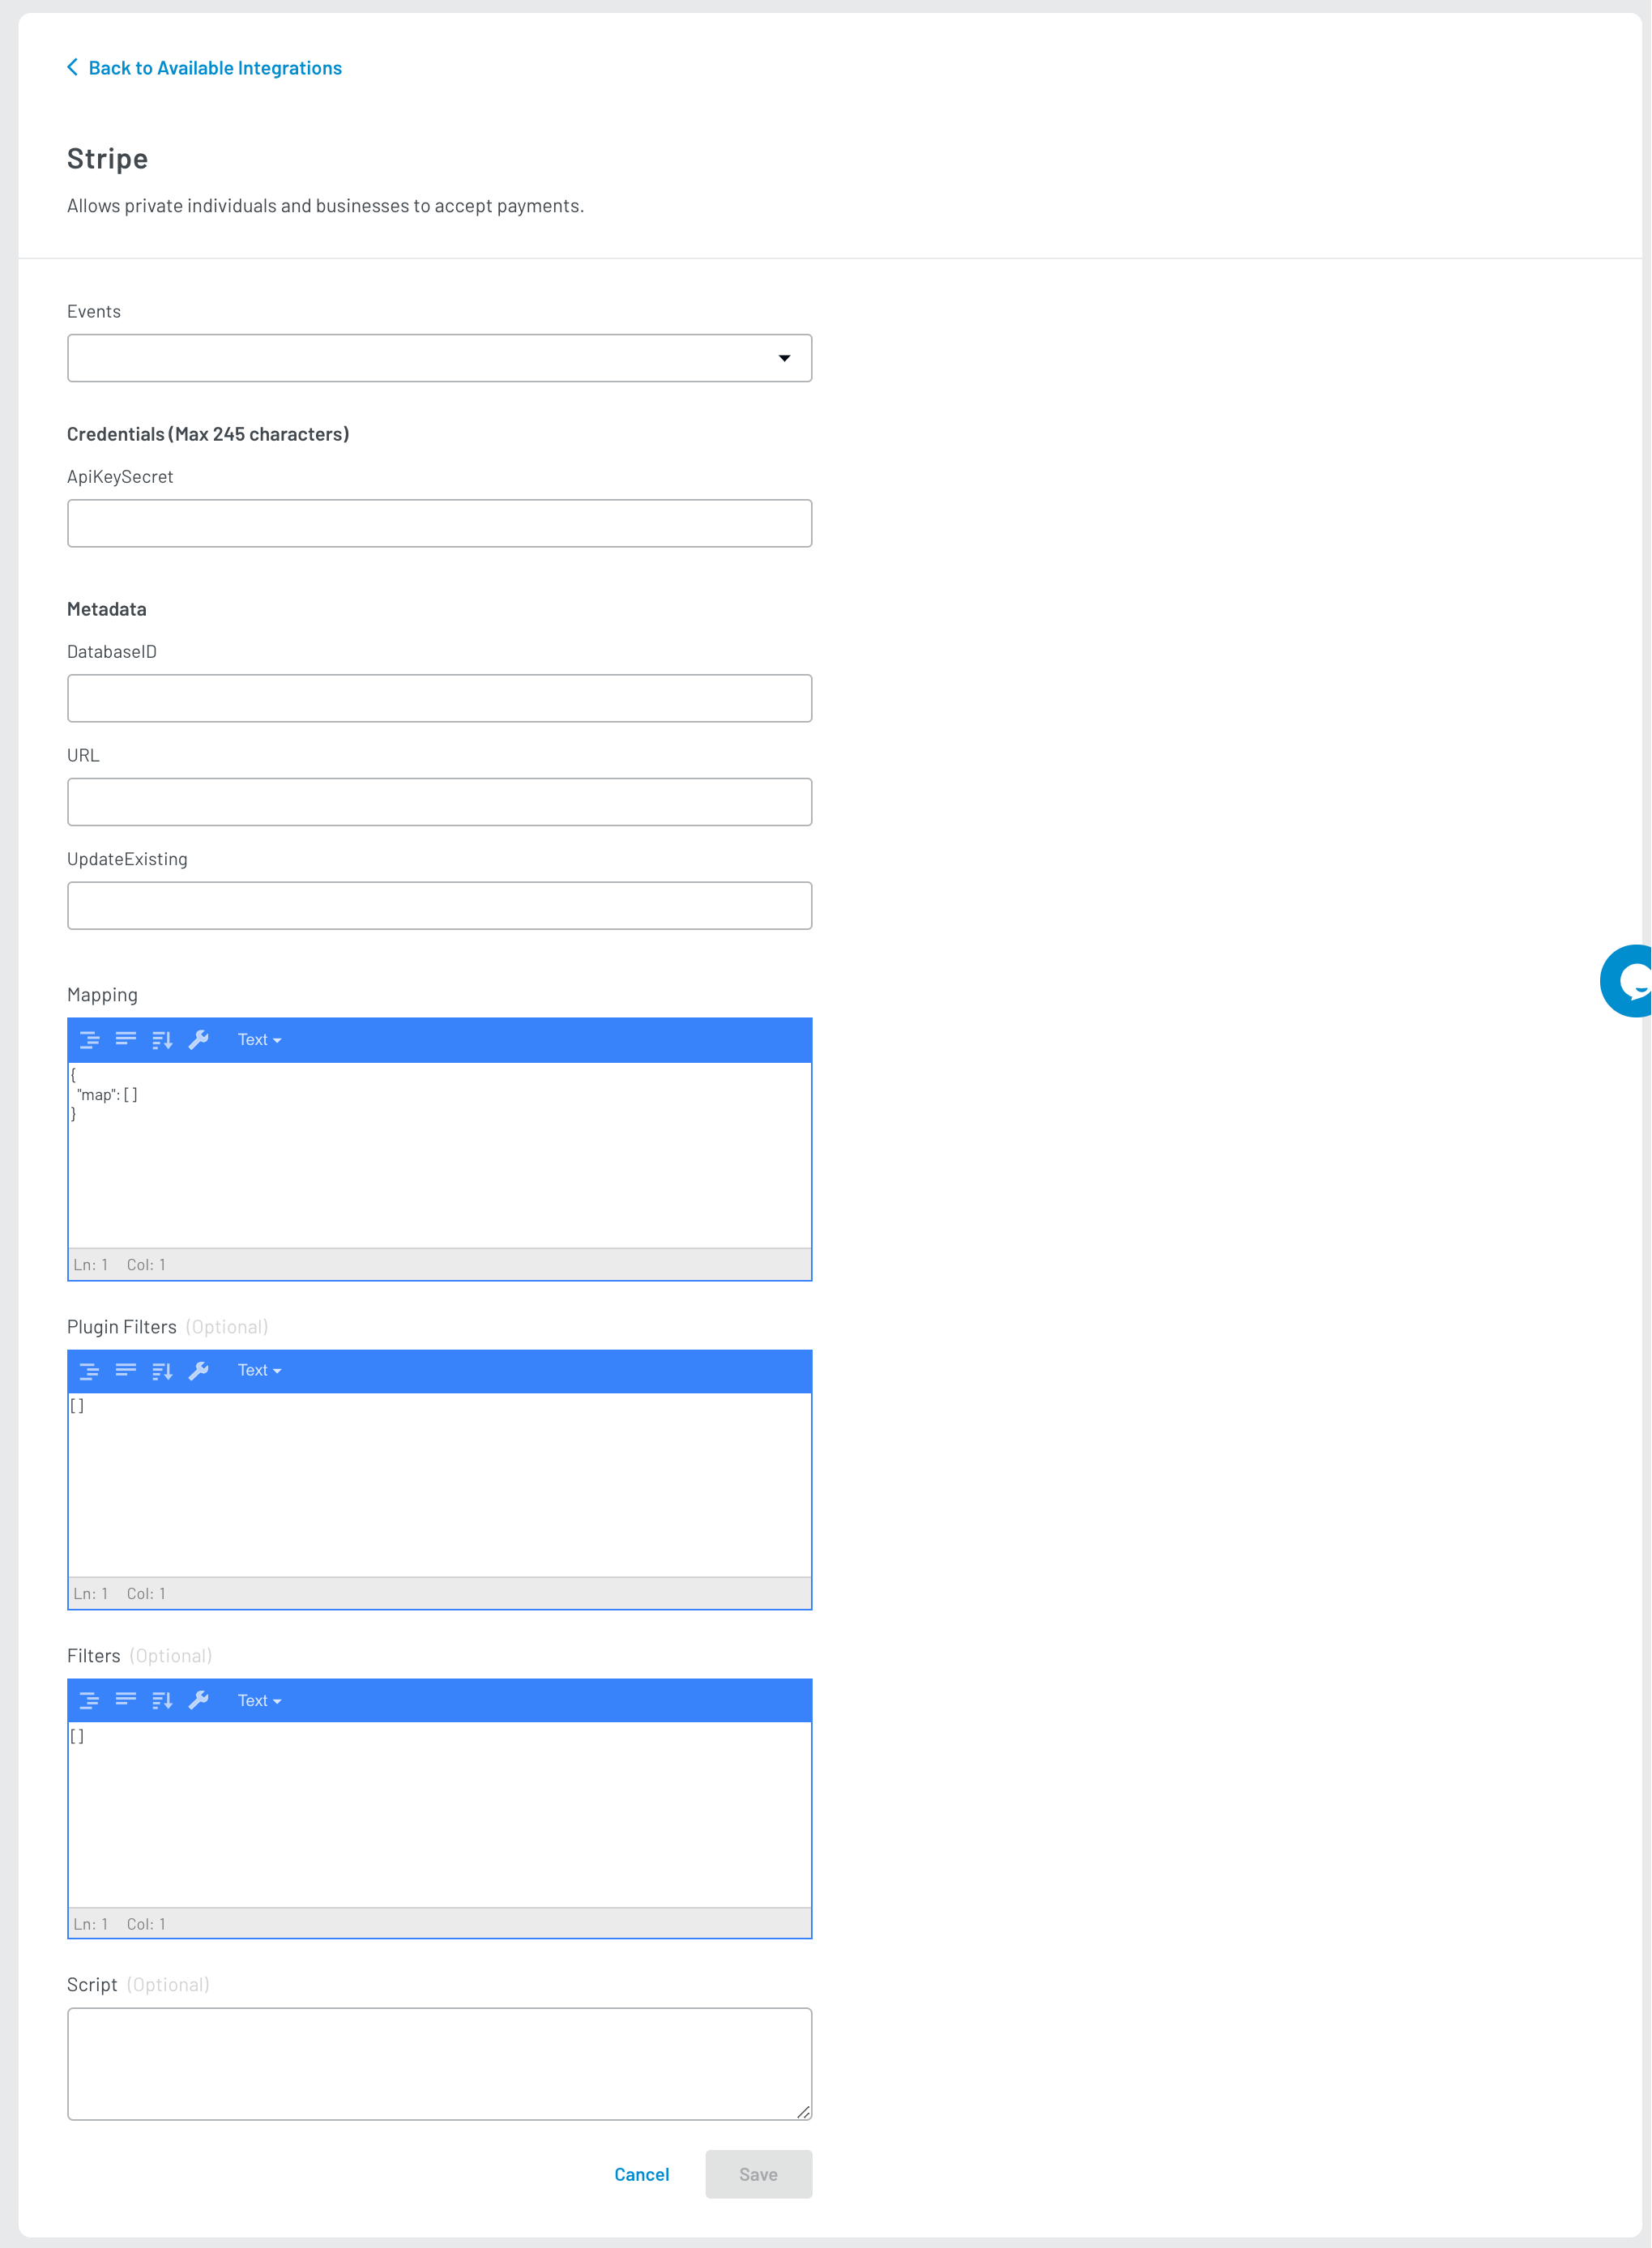 Back to Available Integrations
Stripe
Allows private individuals and businesses to accept payments.
Events
Credentials (Max 245 characters)
ApiKeySecret
Metadata
DatabaseID
URL
UpdateExisting
Mapping
Text
{
"map": []
}
Ln: 1 Col: 1
Plugin Filters (Optional)
Text
[]
Ln: 1 Col: 1
Filters (Optional)
Text
[]
Ln: 1 Col: 1
Script (Optional)
Cancel Save